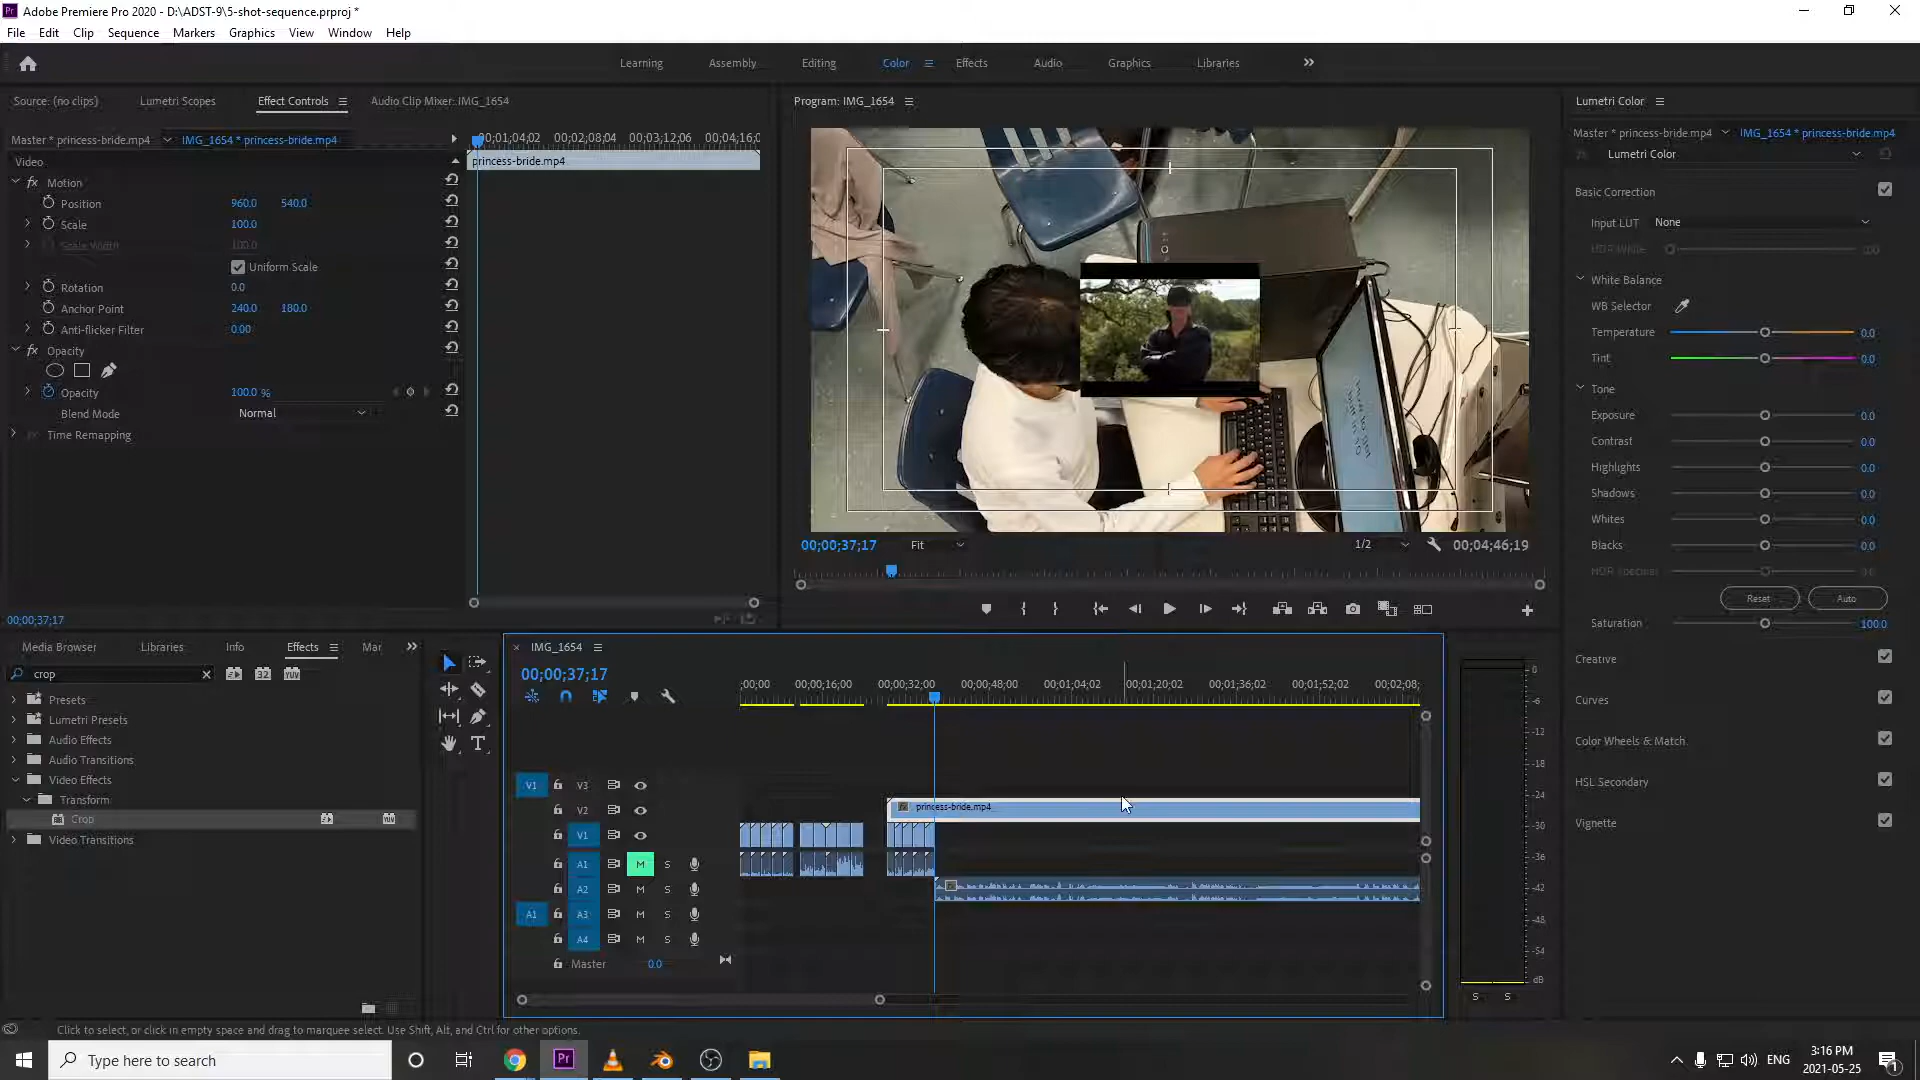 Adobe Premiere Pro 2020 - D:\ADST-9\5-shot-sequence.prproj *
File Edit Clip Sequence Markers Graphics View Window Help
Learning Assembly Editing Color Effects Audio Graphics Libraries
Source: (no clips) Lumetri Scopes Effect Controls Audio Clip Mixer: IMG_1654
Master * princess-bride.mp4 IMG_1654 * princess-bride.mp4
00;01;04;02 00;02;08;04 00;03;12;06 00;04;16;0
Video
princess-bride.mp4
fx Motion
Position 960.0 540.0
Scale 100.0
Scale Width 100.0
Uniform Scale
Rotation 0.0
Anchor Point 240.0 180.0
Anti-flicker Filter 0.00
fx Opacity
Opacity 100.0 %
Blend Mode Normal
Time Remapping
00;00;37;17
Program: IMG_1654
00;00;37;17 Fit 1/2 00;04;46;19
Lumetri Color
Master * princess-bride.mp4 IMG_1654 * princess-bride.mp4
Lumetri Color
Basic Correction
Input LUT None
HDR White
White Balance
WB Selector
Temperature 0.0
Tint 0.0
Tone
Exposure 0.0
Contrast 0.0
Highlights 0.0
Shadows 0.0
Whites 0.0
Blacks 0.0
HDR Specular
Reset Auto
Saturation 100.0
Creative
Curves
Color Wheels & Match
HSL Secondary
Vignette
Media Browser Libraries Info Effects Mar
crop
Presets
Lumetri Presets
Audio Effects
Audio Transitions
Video Effects
Transform
Crop
Video Transitions
IMG_1654
00;00;37;17
;00;00 00;00;16;00 00;00;32;00 00;00;48;00 00;01;04;02 00;01;20;02 00;01;36;02 00;01;52;02 00;02;08;
V1 V3
V2
princess-bride.mp4
V1
A1 M S
A2 M S
A1 A3 M S
A4 M S
Master 0.0
0
-6
-12
-18
-24
-30
-36
-42
-48
-54
dB
S S
Click to select, or click in empty space and drag to marquee select. Use Shift, Alt, and Ctrl for other options.
Type here to search
ENG
3:16 PM
2021-05-25
1